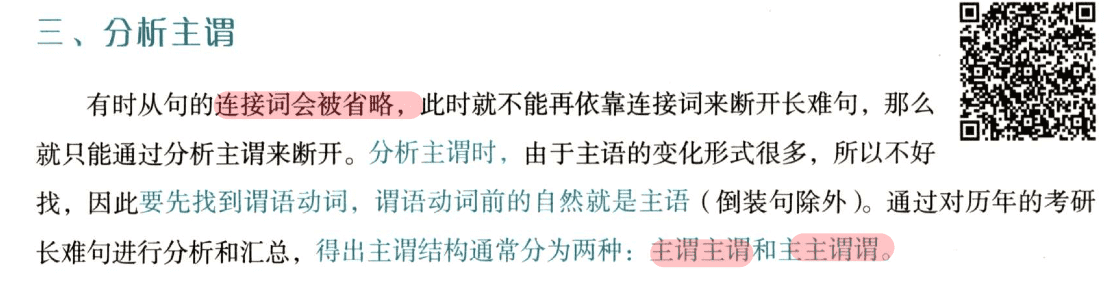 三、分析主谓
有时从句的连接词会被省略，此时就不能再依靠连接词来断开长难句，那么
就只能通过分析主谓来断开。分析主谓时，由于主语的变化形式很多，所以不好
找，因此要先找到谓语动词，谓语动词前的自然就是主语（倒装句除外）。通过对历年的考研
长难句进行分析和汇总，得出主谓结构通常分为两种：主谓主谓和主主谓谓。